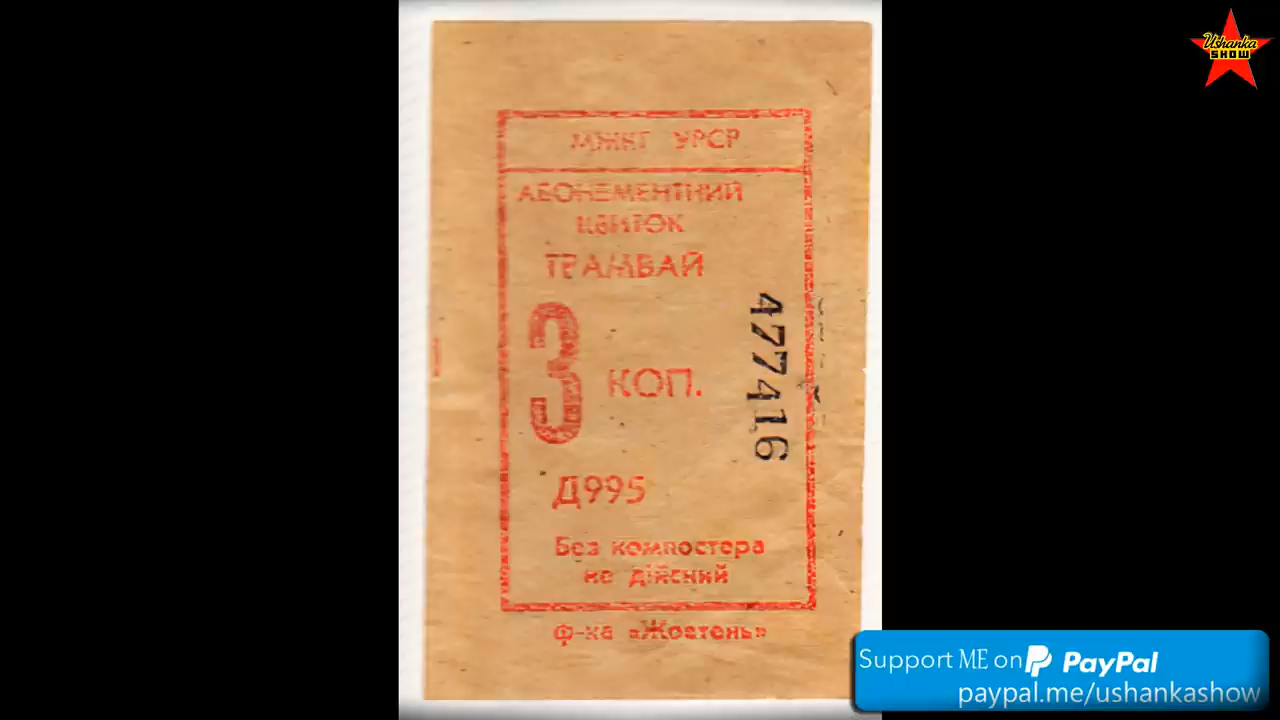 Ushanka
SHOW
МЖКГ УРСР
АБОНЕМЕНТНИЙ
КВИТОК
ТРАМВАЙ
3 КОП.
477416
Д995
Без компостера
не дійсний
ф-ка «Жовтень»
Support ME on PayPal
paypal.me/ushankashow